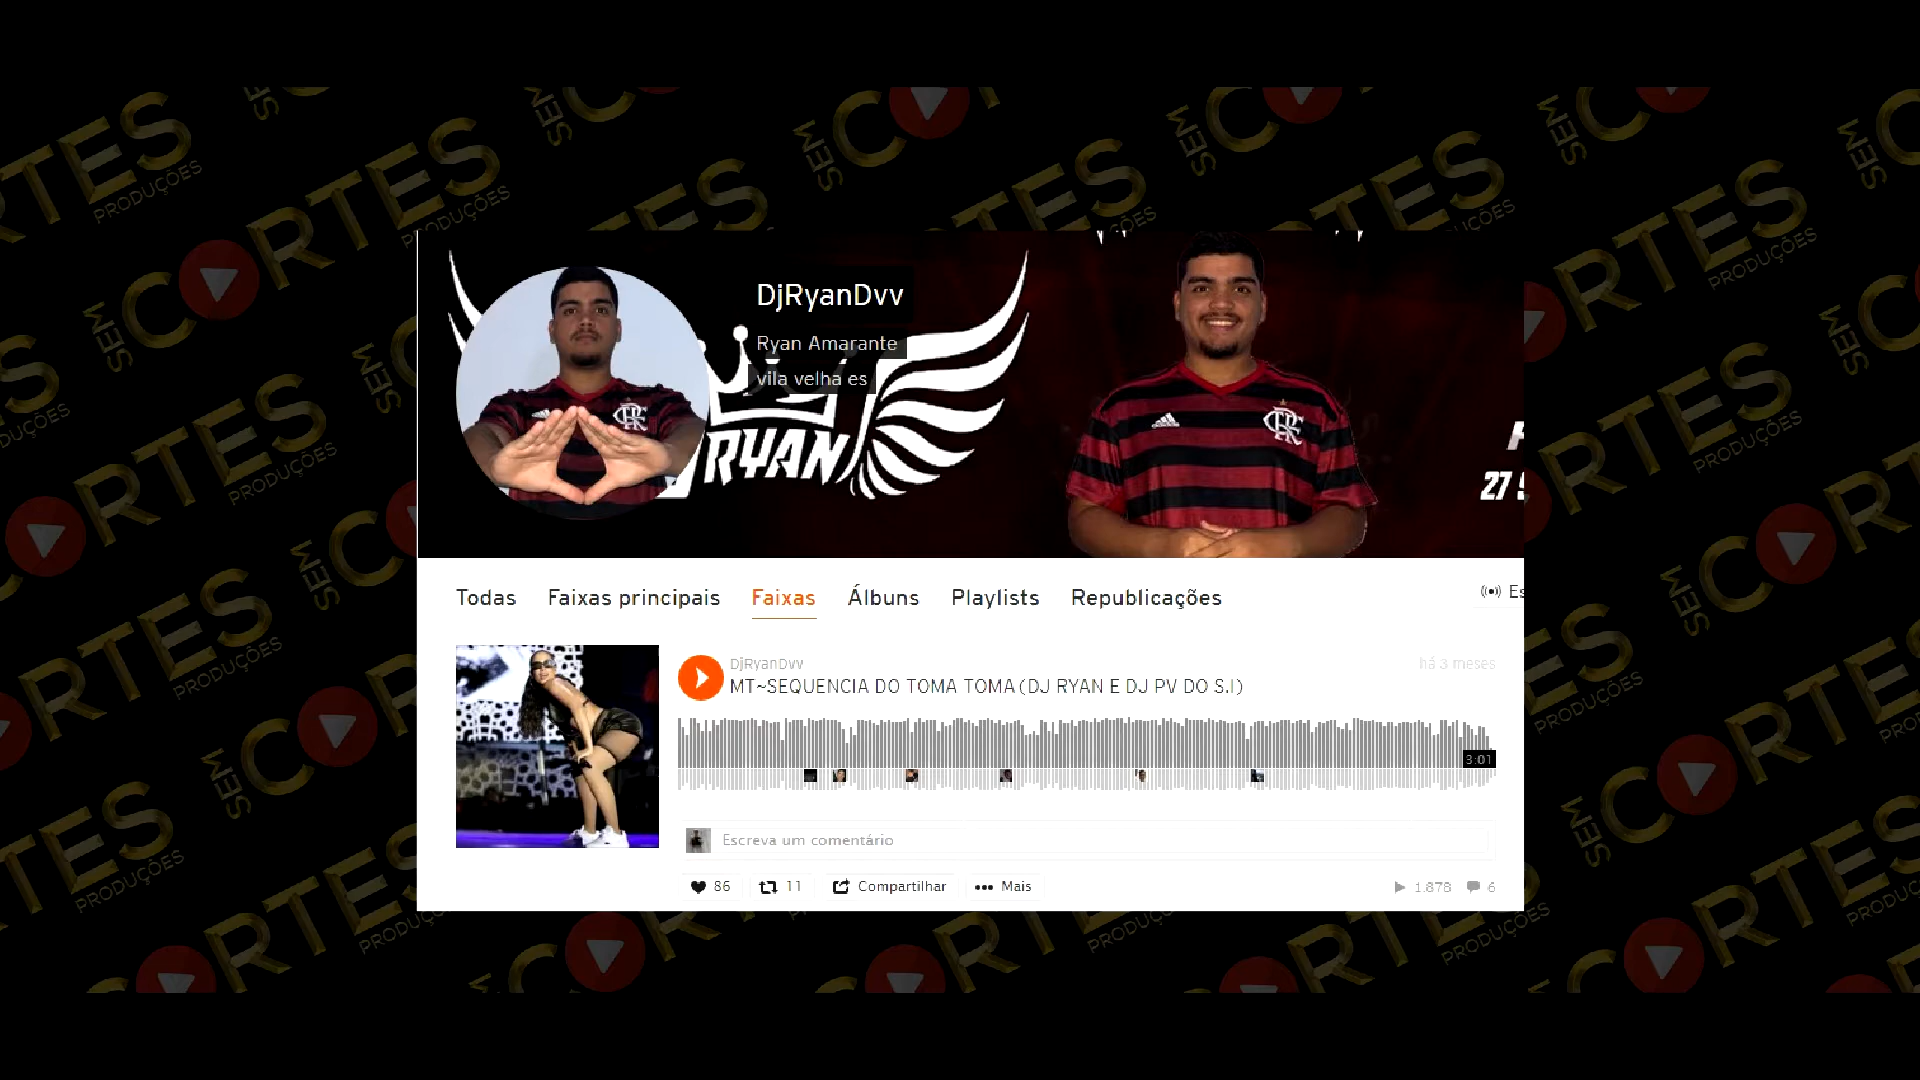 SEM CORTES PRODUÇÕES
DjRyanDvv
Ryan Amarante
vila velha es
RYAN
27
Todas Faixas principais Faixas Álbuns Playlists Republicações
DjRyanDvv há 3 meses
MT~SEQUENCIA DO TOMA TOMA (DJ RYAN E DJ PV DO S.I)
3:01
Escreva um comentário
86 11 Compartilhar Mais 1.878 6